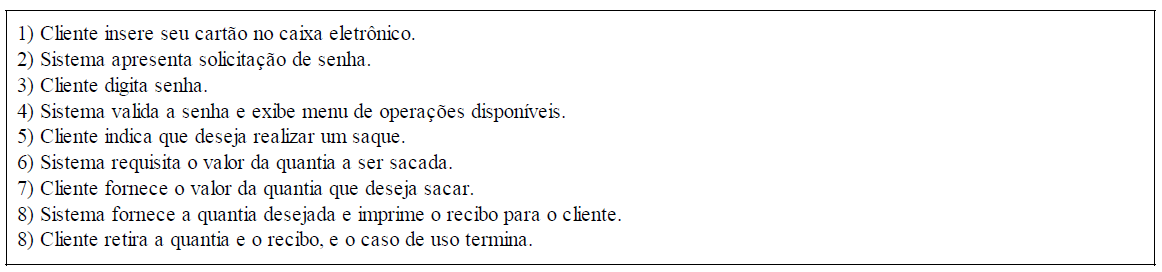 1) Cliente insere seu cartão no caixa eletrônico.
2) Sistema apresenta solicitação de senha.
3) Cliente digita senha.
4) Sistema valida a senha e exibe menu de operações disponíveis.
5) Cliente indica que deseja realizar um saque.
6) Sistema requisita o valor da quantia a ser sacada.
7) Cliente fornece o valor da quantia que deseja sacar.
8) Sistema fornece a quantia desejada e imprime o recibo para o cliente.
8) Cliente retira a quantia e o recibo, e o caso de uso termina.